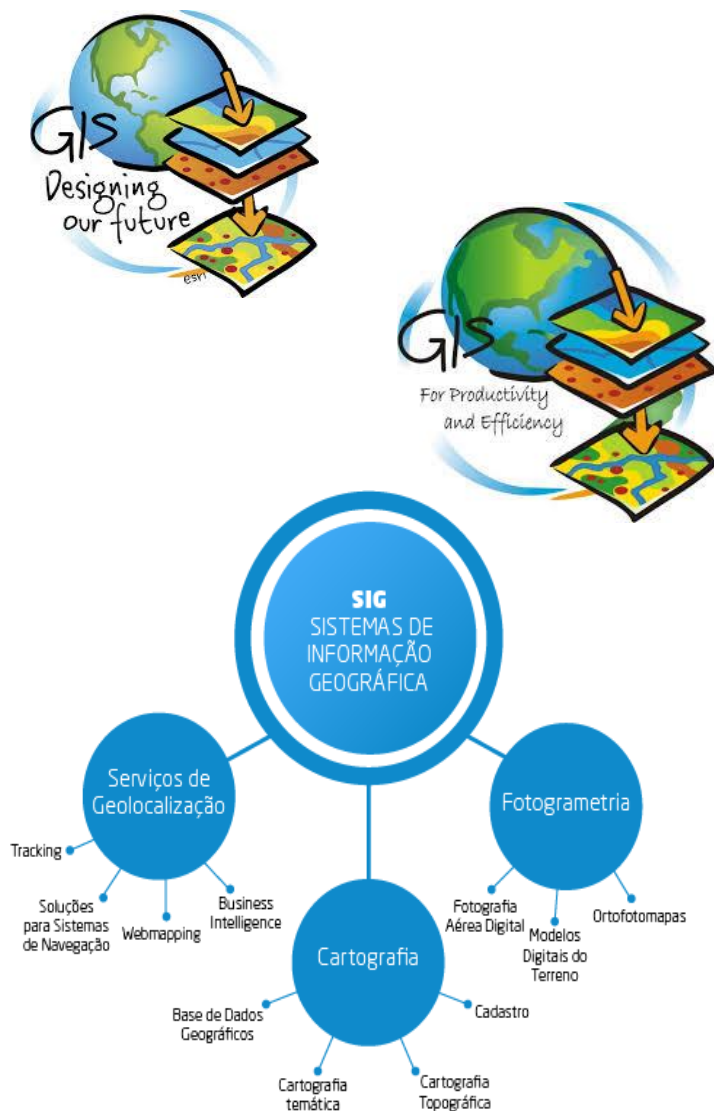 GIS
Designing
our future
esri
GIS
For Productivity
and Efficiency
SIG
SISTEMAS DE
INFORMAÇÃO
GEOGRÁFICA
Serviços de
Geolocalização
Tracking
Soluções
para Sistemas
de Navegação
Webmapping
Business
Intelligence
Cartografia
Base de Dados
Geográficos
Cartografia
temática
Cartografia
Topográfica
Cadastro
Fotogrametria
Fotografia
Aérea Digital
Modelos
Digitais do
Terreno
Ortofotomapas